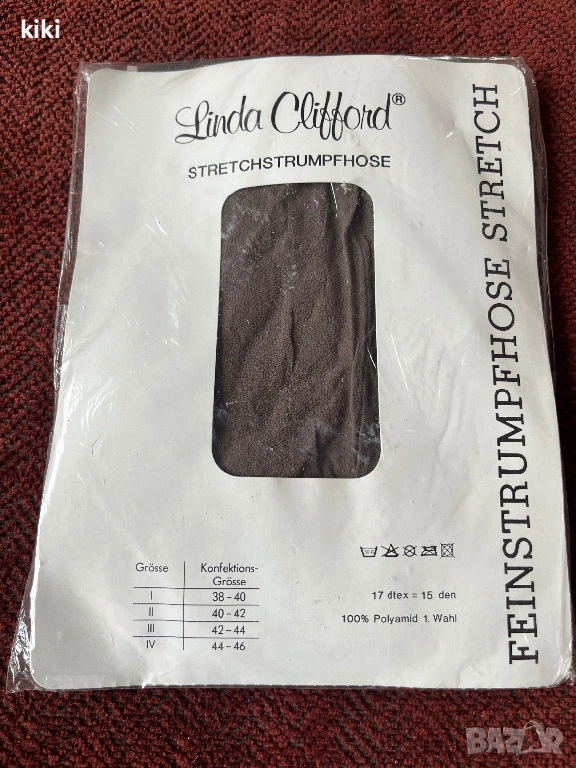 kiki
Linda Clifford®
STRETCHSTRUMPFHOSE
FEINSTRUMPFHOSE STRETCH
Grösse Konfektions-Grösse
I 38-40
II 40-42
III 42-44
IV 44-46
17 dtex = 15 den
100% Polyamid 1. Wahl
BAZAR